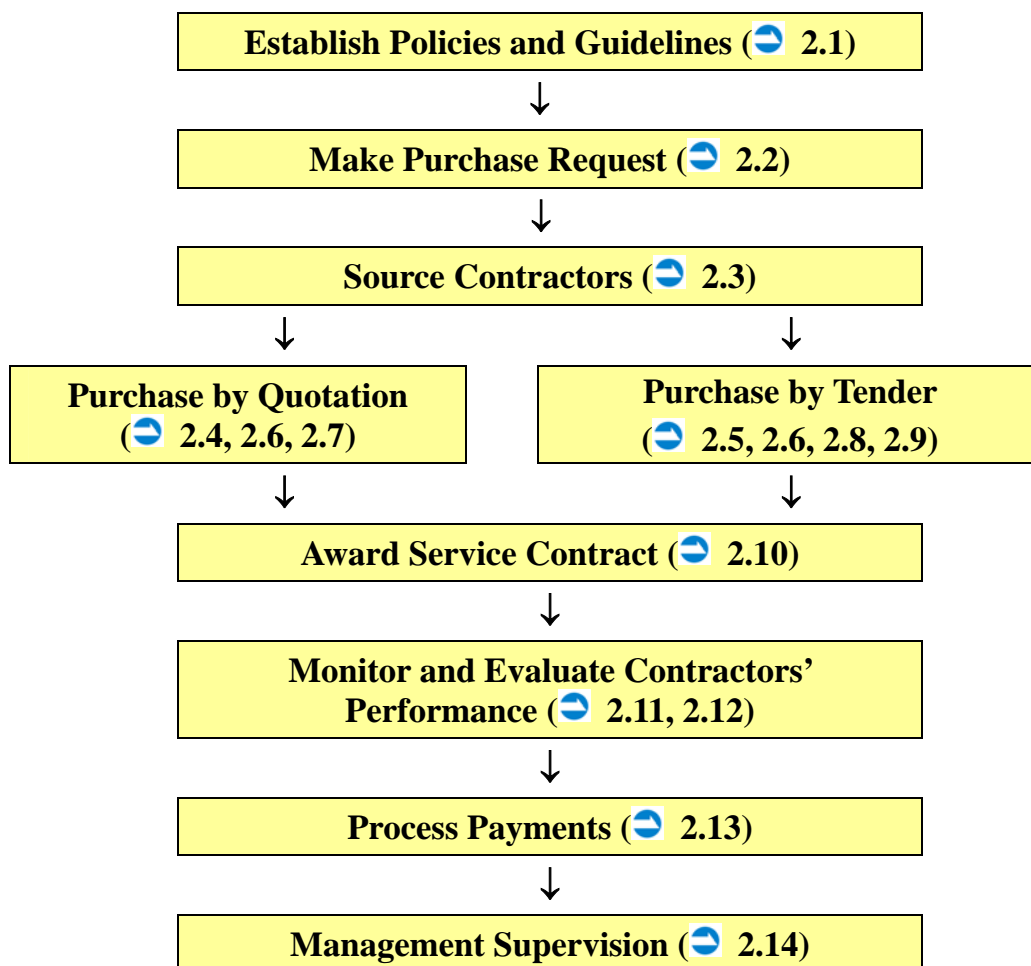 Establish Policies and Guidelines ( 2.1)
↓
Make Purchase Request ( 2.2)
↓
Source Contractors ( 2.3)
↓ ↓
Purchase by Quotation
( 2.4, 2.6, 2.7)
Purchase by Tender
( 2.5, 2.6, 2.8, 2.9)
↓ ↓
Award Service Contract ( 2.10)
↓
Monitor and Evaluate Contractors’
Performance ( 2.11, 2.12)
↓
Process Payments ( 2.13)
↓
Management Supervision ( 2.14)